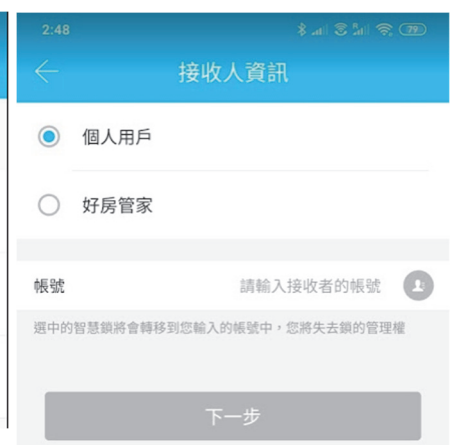 2:48
79
接收人資訊
個人用戶
好房管家
帳號 請輸入接收者的帳號
選中的智慧鎖將會轉移到您輸入的帳號中，您將失去鎖的管理權
下一步